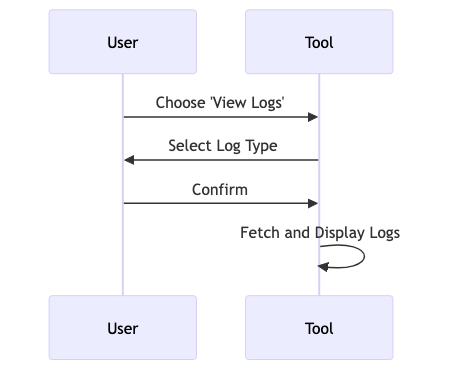 User
Tool
Choose 'View Logs'
Select Log Type
Confirm
Fetch and Display Logs
User
Tool